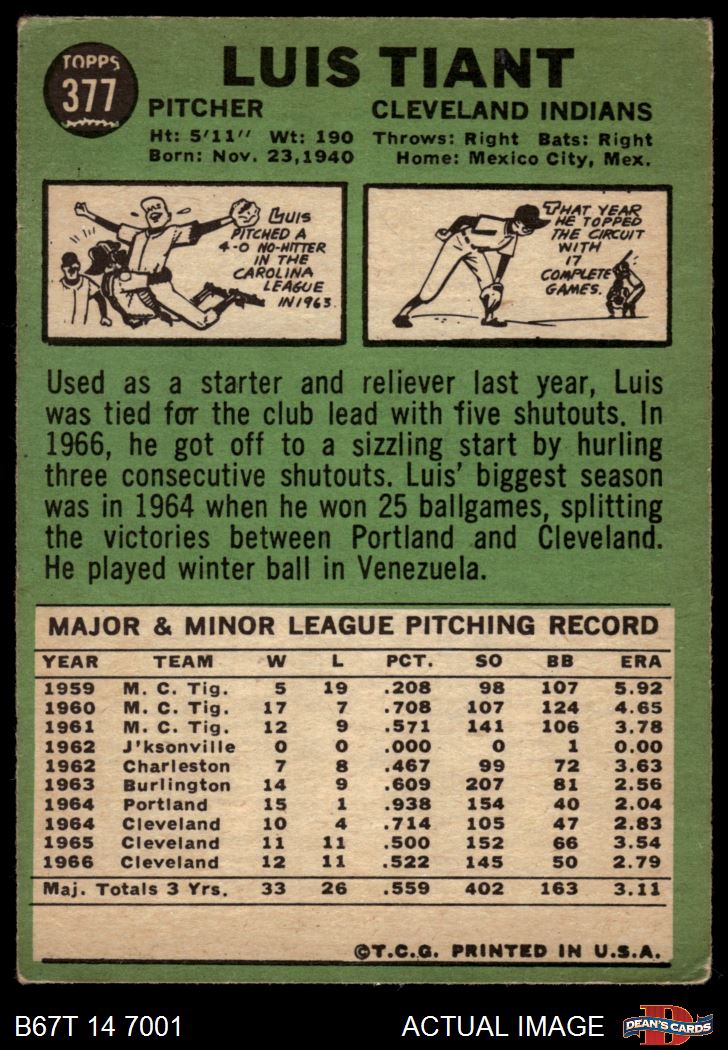 TOPPS
377
LUIS TIANT
PITCHER
CLEVELAND INDIANS
Ht: 5'11" Wt: 190 Throws: Right Bats: Right
Born: Nov. 23,1940 Home: Mexico City, Mex.
LUIS
PITCHED A
4-0 NO-HITTER
IN THE
CAROLINA
LEAGUE
IN 1963.
THAT YEAR
HE TOPPED
THE CIRCUIT
WITH
17
COMPLETE
GAMES.
Used as a starter and reliever last year, Luis
was tied for the club lead with five shutouts. In
1966, he got off to a sizzling start by hurling
three consecutive shutouts. Luis' biggest season
was in 1964 when he won 25 ballgames, splitting
the victories between Portland and Cleveland.
He played winter ball in Venezuela.
MAJOR & MINOR LEAGUE PITCHING RECORD
YEAR TEAM W L PCT. SO BB ERA
1959 M. C. Tig. 5 19 .208 98 107 5.92
1960 M. C. Tig. 17 7 .708 107 124 4.65
1961 M. C. Tig. 12 9 .571 141 106 3.78
1962 J'ksonville 0 0 .000 0 1 0.00
1962 Charleston 7 8 .467 99 72 3.63
1963 Burlington 14 9 .609 207 81 2.56
1964 Portland 15 1 .938 154 40 2.04
1964 Cleveland 10 4 .714 105 47 2.83
1965 Cleveland 11 11 .500 152 66 3.54
1966 Cleveland 12 11 .522 145 50 2.79
Maj. Totals 3 Yrs. 33 26 .559 402 163 3.11
©T.C.G. PRINTED IN U.S.A.
B67T 14 7001
ACTUAL IMAGE
D
DEAN'S CARDS